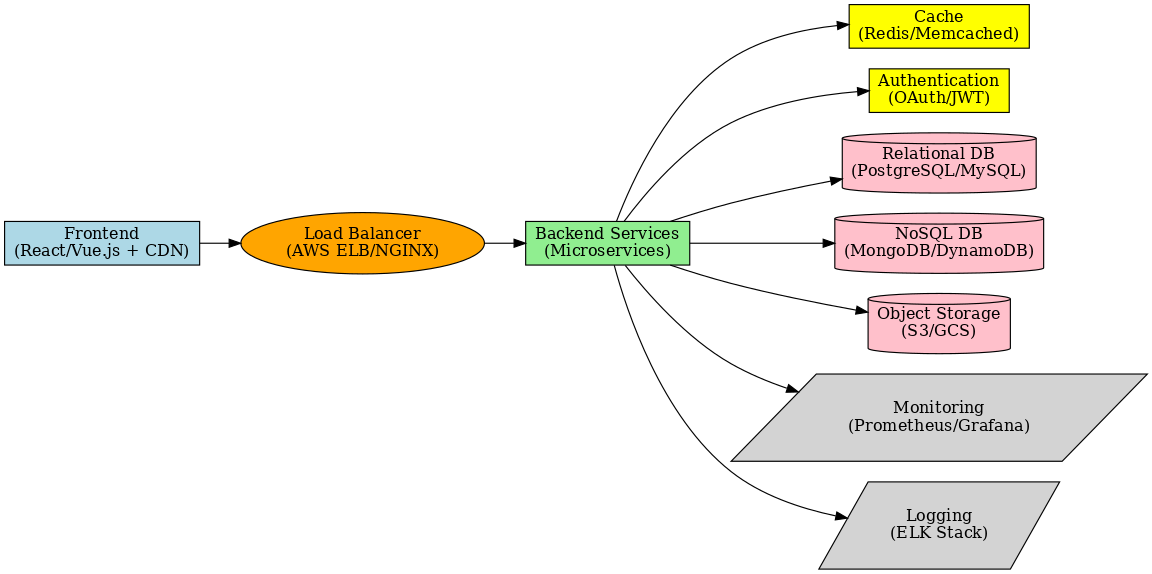 Cache
(Redis/Memcached)
Authentication
(OAuth/JWT)
Relational DB
(PostgreSQL/MySQL)
Frontend
(React/Vue.js + CDN)
Load Balancer
(AWS ELB/NGINX)
Backend Services
(Microservices)
NoSQL DB
(MongoDB/DynamoDB)
Object Storage
(S3/GCS)
Monitoring
(Prometheus/Grafana)
Logging
(ELK Stack)